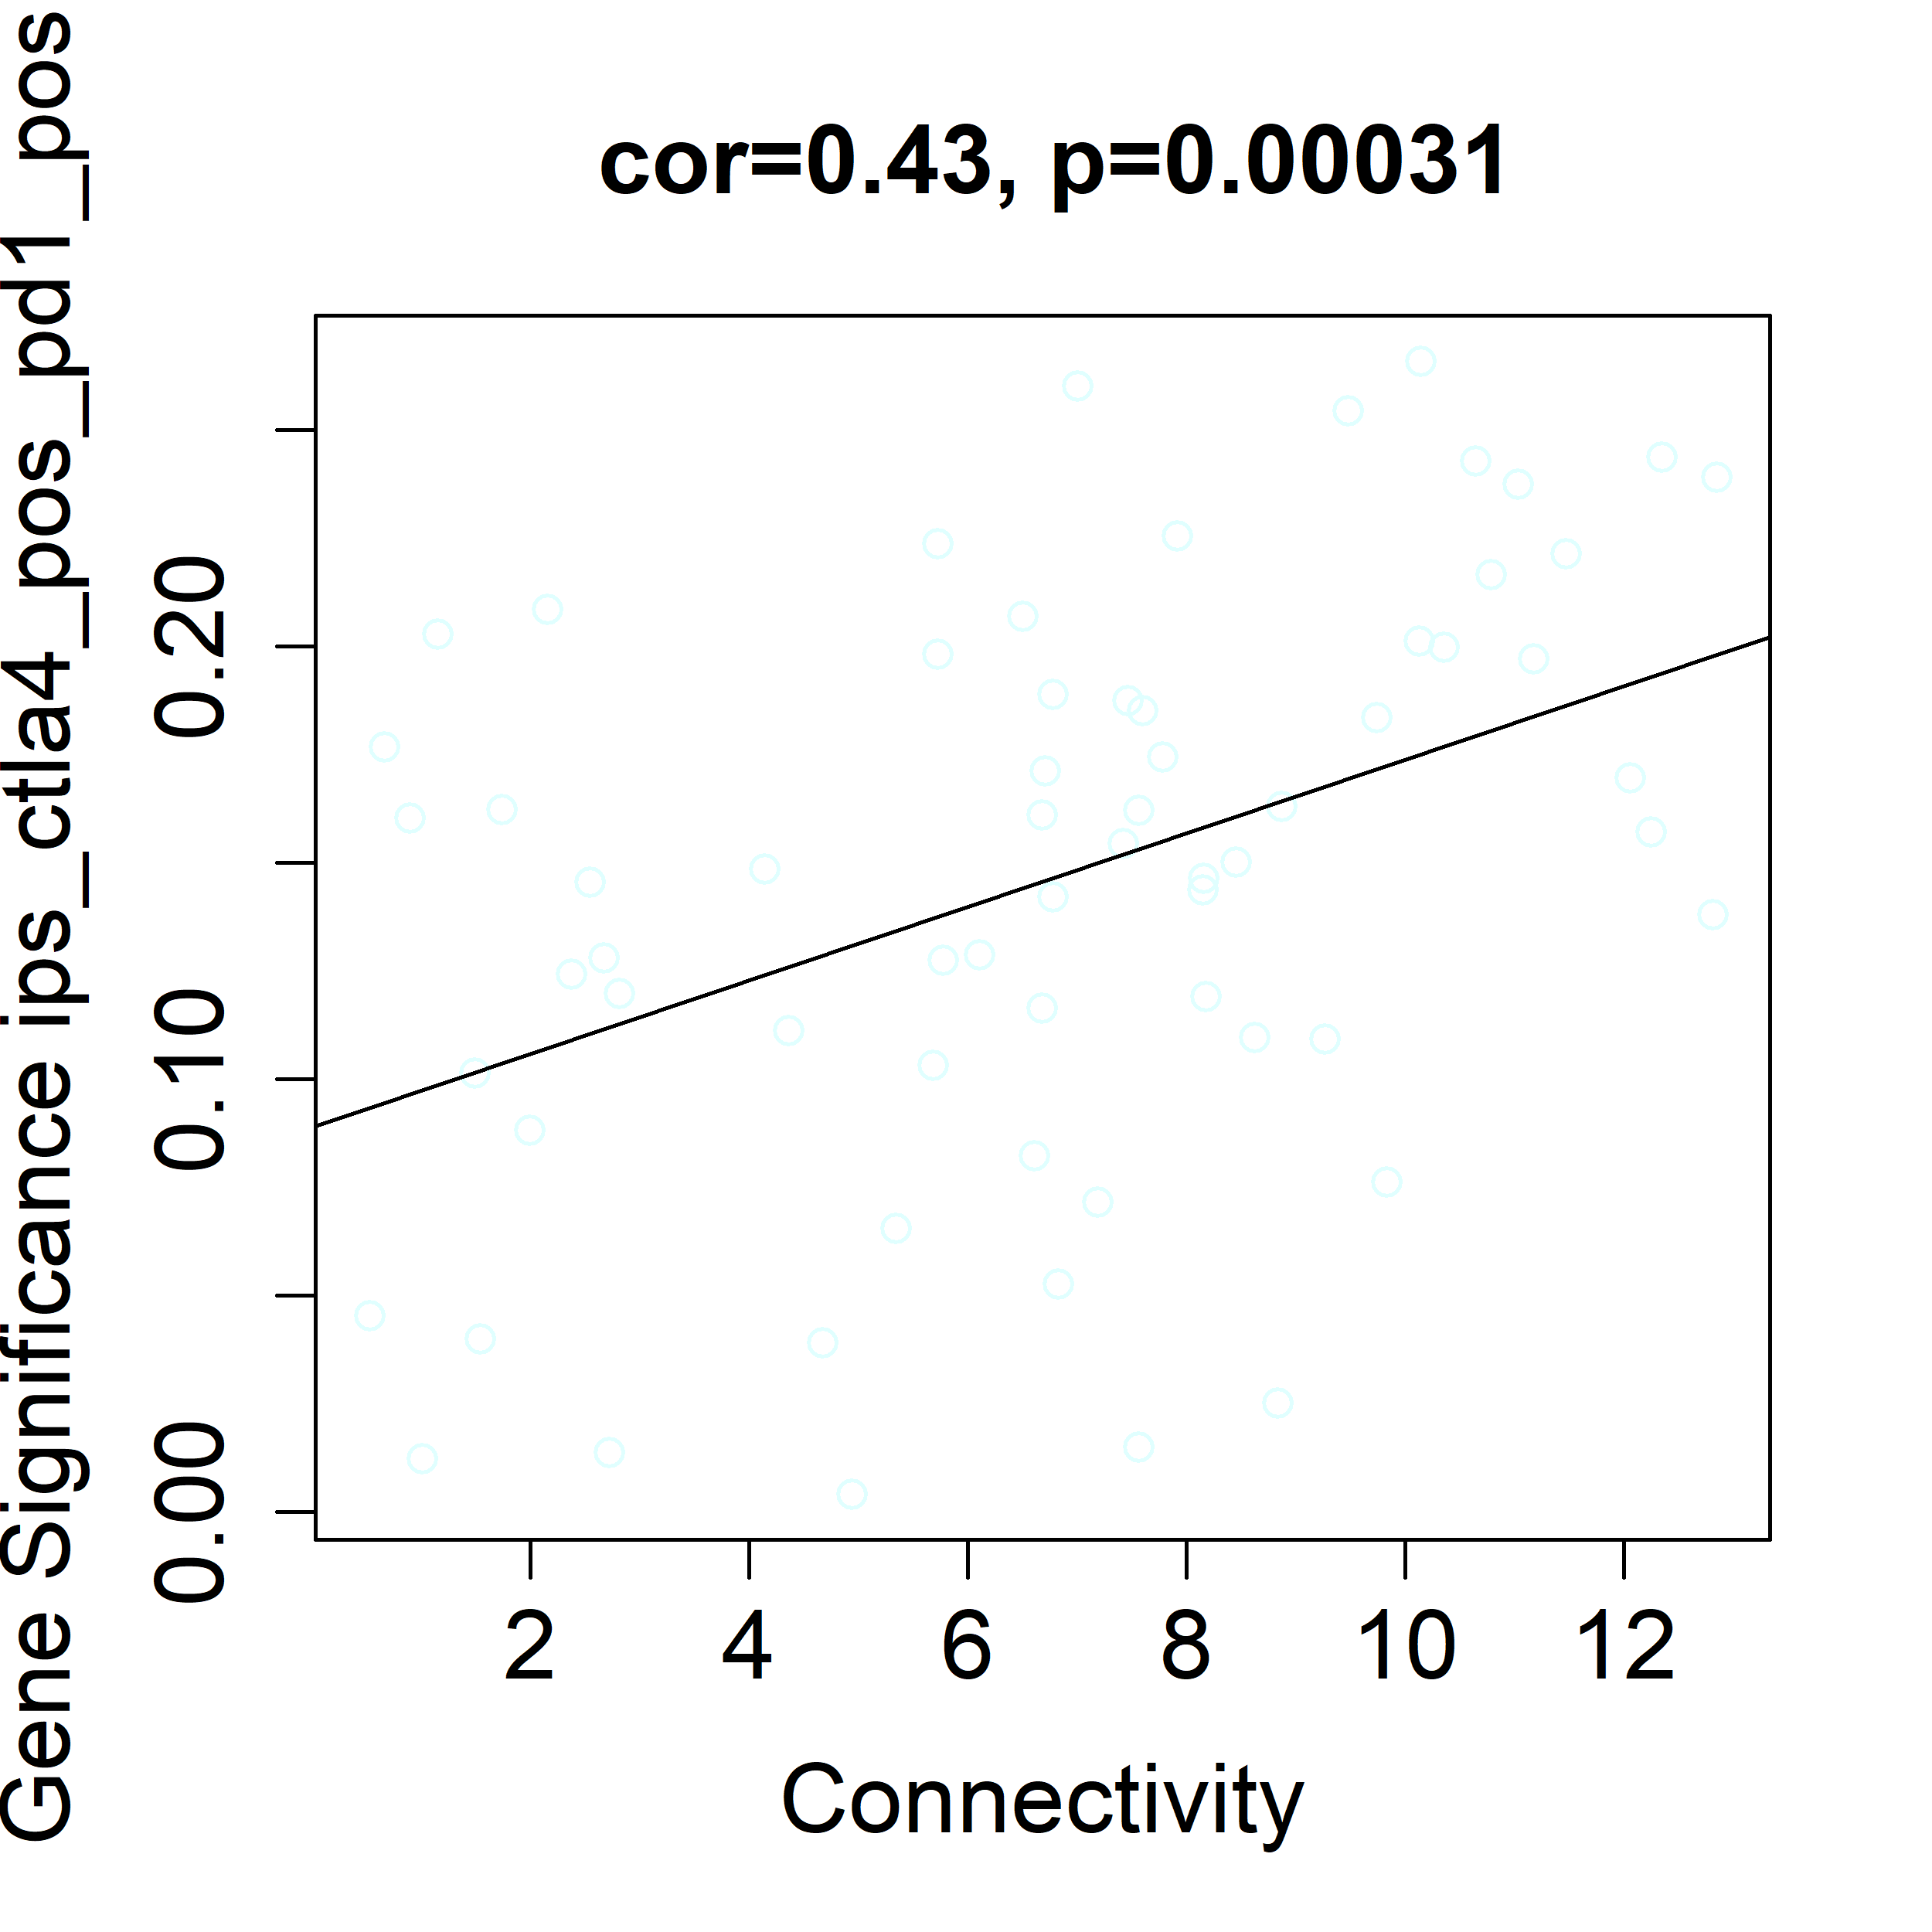 cor=0.43, p=0.00031
Gene Significance ips_ctla4_pos_pd1_pos
0.20
0.10
0.00
2 4 6 8 10 12
Connectivity